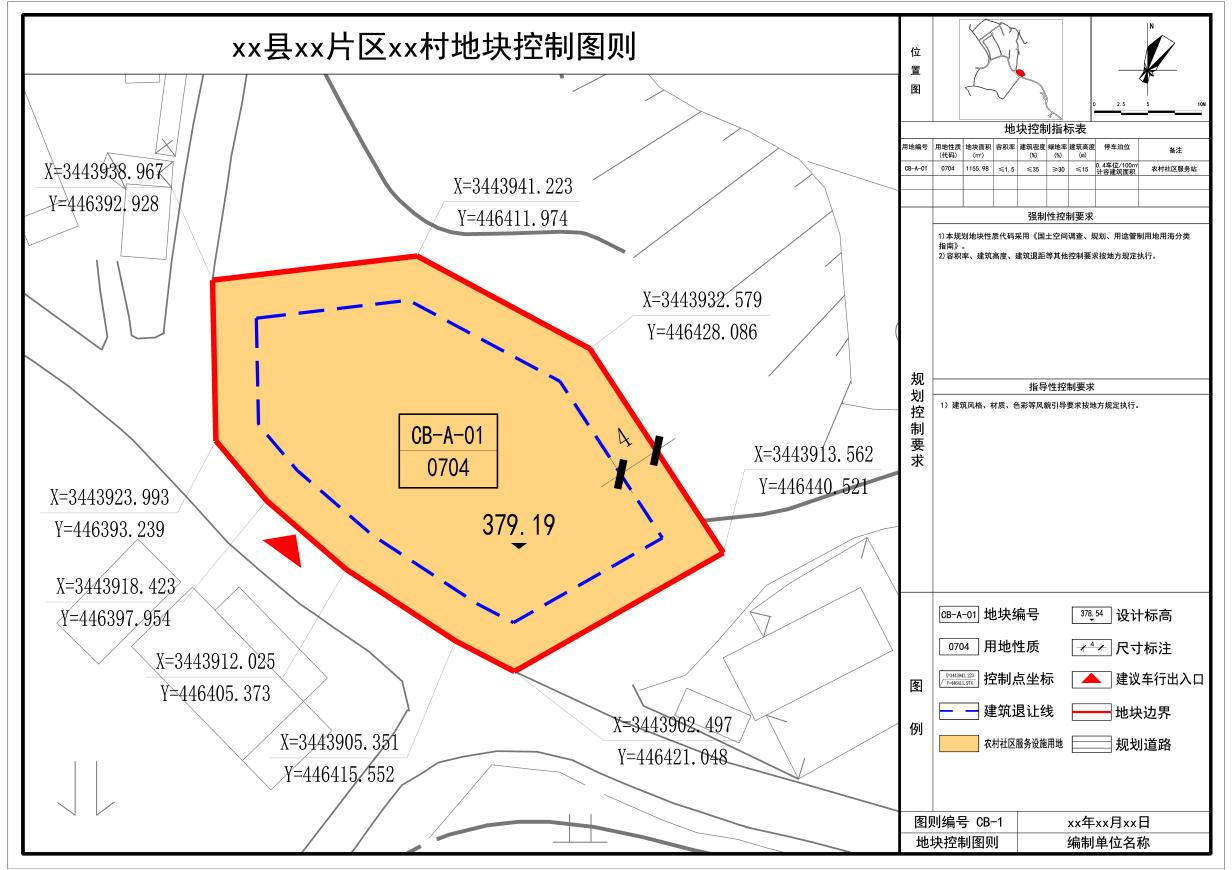 xx县xx片区xx村地块控制图则
X=3443938.967
Y=446392.928
X=3443941.223
Y=446411.974
X=3443932.579
Y=446428.086
X=3443913.562
Y=446440.521
X=3443923.993
Y=446393.239
X=3443918.423
Y=446397.954
X=3443912.025
Y=446405.373
X=3443905.351
Y=446415.552
X=3443902.497
Y=446421.048
CB-A-01
0704
379.19
4
位置图
N
0 2.5 5 10M
地块控制指标表
用地编号 用地性质(代码) 地块面积(㎡) 容积率 建筑密度(%) 绿地率(%) 建筑高度(m) 停车泊位 备注
CB-A-01 0704 1155.98 ≤1.5 ≤35 ≥30 ≤15 0.4车位/100㎡计容建筑面积 农村社区服务站
规划控制要求
强制性控制要求
1)本规划地块性质代码采用《国土空间调查、规划、用途管制用地用海分类
指南》。
2)容积率、建筑高度、建筑退距等其他控制要求按地方规定执行。
指导性控制要求
1) 建筑风格、材质、色彩等风貌引导要求按地方规定执行。
图例
CB-A-01 地块编号
378.54 设计标高
0704 用地性质
4 尺寸标注
X=3443941.223
Y=446411.974
控制点坐标
建议车行出入口
建筑退让线
地块边界
农村社区服务设施用地
规划道路
图则编号 CB-1
xx年xx月xx日
地块控制图则
编制单位名称